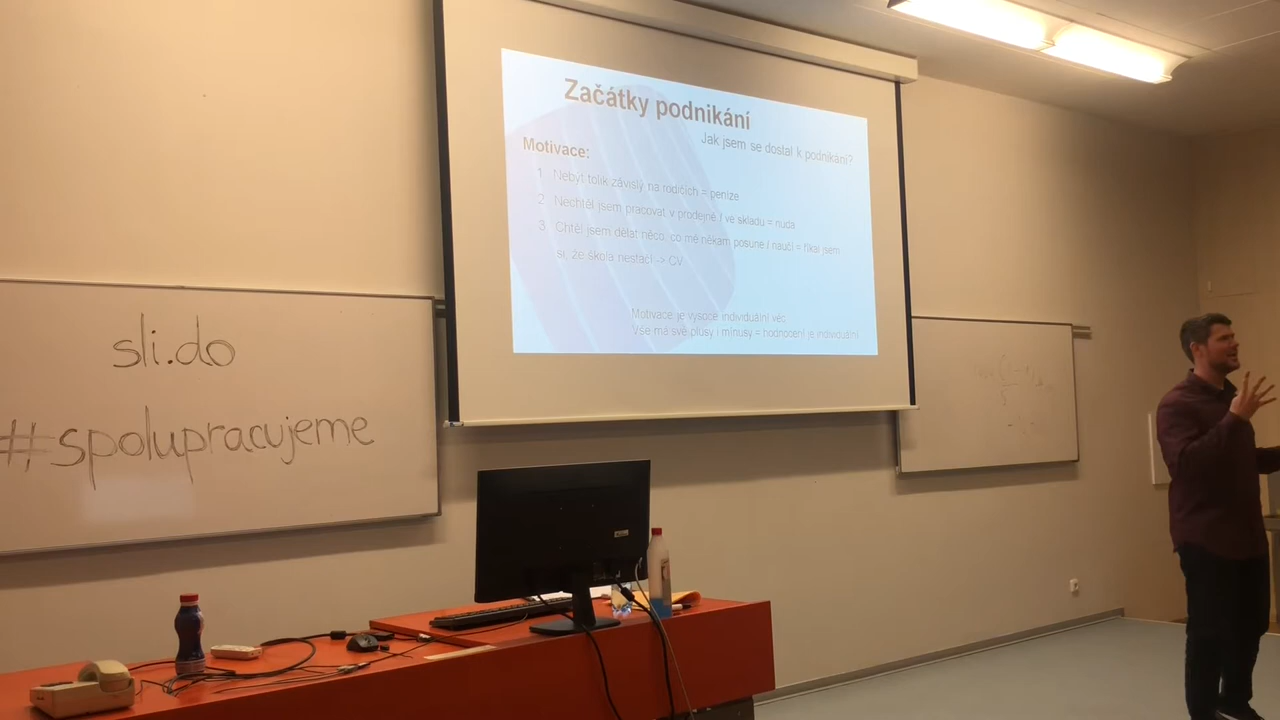 Začátky podnikání
Jak jsem se dostal k podnikání?
Motivace:
1. Nebýt tolik závislý na rodičích = peníze
2. Nechtěl jsem pracovat v prodejně / ve skladu = nuda
3. Chtěl jsem dělat něco, co mě někam posune / naučí = říkal jsem
si, že škola nestačí -> CV
Motivace je vysoce individuální věc
Vše má své plusy i mínusy = hodnocení je individuální
sli.do
#spolupracujeme